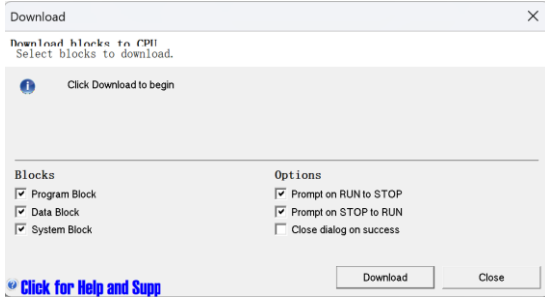 Download
Download blocks to CPU
Select blocks to download.
Click Download to begin
Blocks
Program Block
Data Block
System Block
Options
Prompt on RUN to STOP
Prompt on STOP to RUN
Close dialog on success
Click for Help and Supp
Download
Close